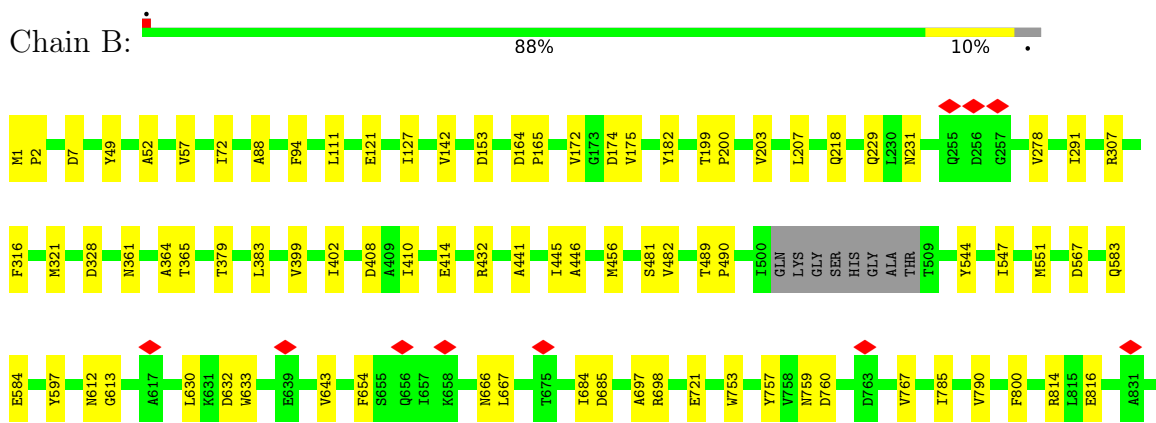 Chain B:
88% 10%
M1 P2 D7 Y49 A52 V57 I72 A88 F94 L111 E121 I127 V142 D153 D164 P165 V172 G173 D174 V175 Y182 T199 P200 V203 L207 Q218 Q229 L230 N231 Q255 D256 G257 V278 I291 R307
F316 M321 D328 N361 A364 T365 T379 L383 V399 I402 D408 A409 I410 E414 R432 A441 I445 A446 M456 S481 V482 T489 P490 I500 GLN LYS GLY SER HIS GLY ALA THR T509 Y544 I547 M551 D567 Q583
E584 Y597 N612 G613 A617 L630 K631 D632 W633 E639 V643 F654 S655 Q656 I657 K658 N666 L667 T675 I684 D685 A697 R698 E721 W753 Y757 V758 N759 D760 D763 V767 I785 V790 F800 R814 L815 E816 A831